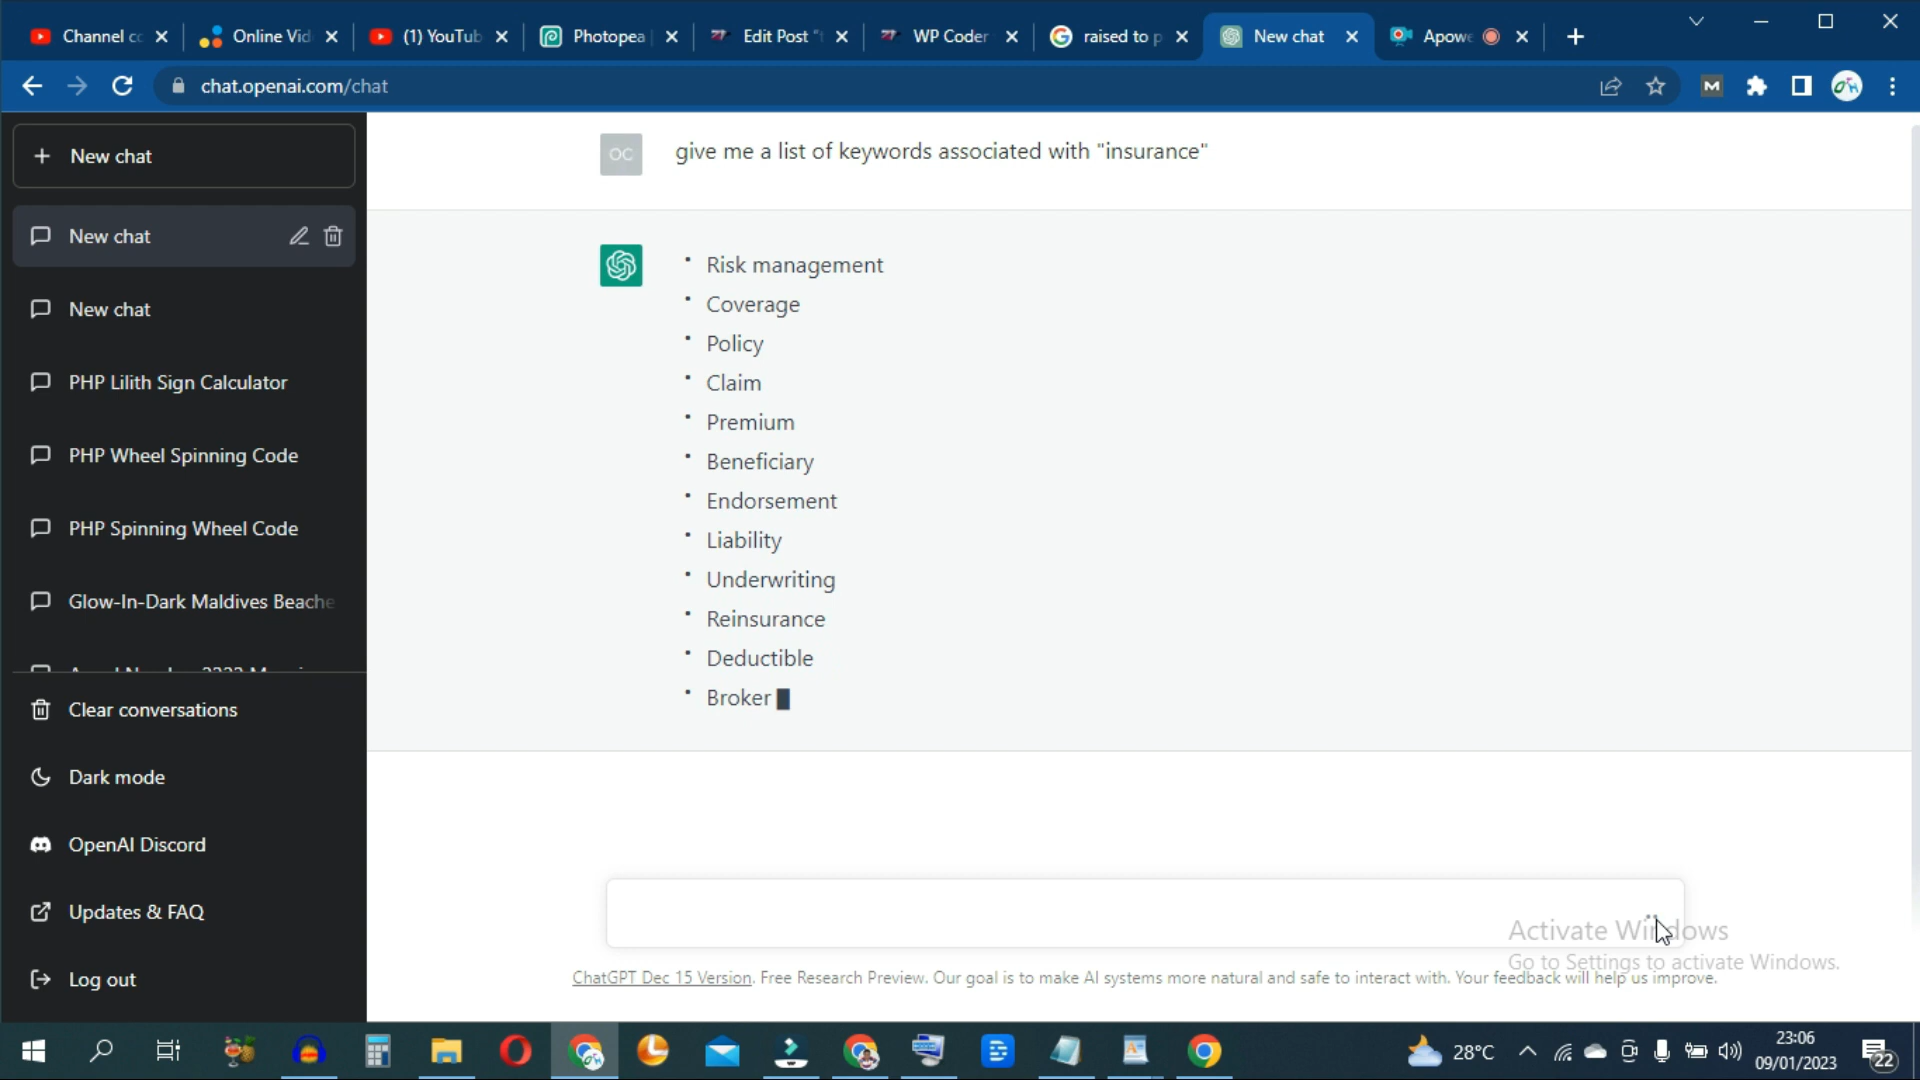 Channel co
Online Vid
(1) YouTub
Photopea
Edit Post "t
WP Coder
raised to p
New chat
Apowe
chat.openai.com/chat
New chat
New chat
New chat
PHP Lilith Sign Calculator
PHP Wheel Spinning Code
PHP Spinning Wheel Code
Glow-In-Dark Maldives Beache
Clear conversations
Dark mode
OpenAI Discord
Updates & FAQ
Log out
OC
give me a list of keywords associated with "insurance"
• Risk management
• Coverage
• Policy
• Claim
• Premium
• Beneficiary
• Endorsement
• Liability
• Underwriting
• Reinsurance
• Deductible
• Broker
Activate Windows
Go to Settings to activate Windows.
ChatGPT Dec 15 Version. Free Research Preview. Our goal is to make AI systems more natural and safe to interact with. Your feedback will help us improve.
28°C
23:06
09/01/2023
22